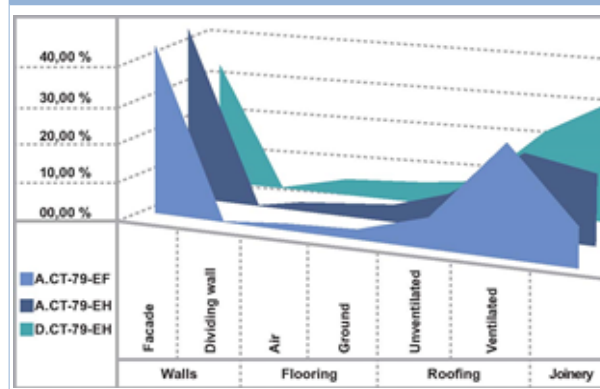 40,00 %
30,00 %
20,00 %
10,00 %
00,00 %
A.CT-79-EF
A.CT-79-EH
D.CT-79-EH
Facade
Dividing wall
Air
Ground
Unventilated
Ventilated
Walls
Flooring
Roofing
Joinery